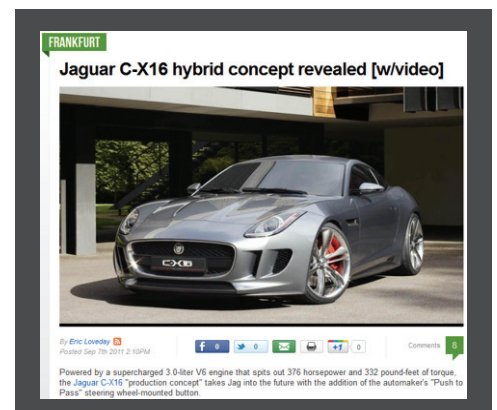 FRANKFURT
Jaguar C-X16 hybrid concept revealed [w/video]
C-X16
By Eric Loveday
Posted Sep 7th 2011 2:10PM
f 0
0
+1 0
Comments 8
Powered by a supercharged 3.0-liter V6 engine that spits out 376 horsepower and 332 pound-feet of torque,
the Jaguar C-X16 "production concept" takes Jag into the future with the addition of the automaker's "Push to
Pass" steering wheel-mounted button.